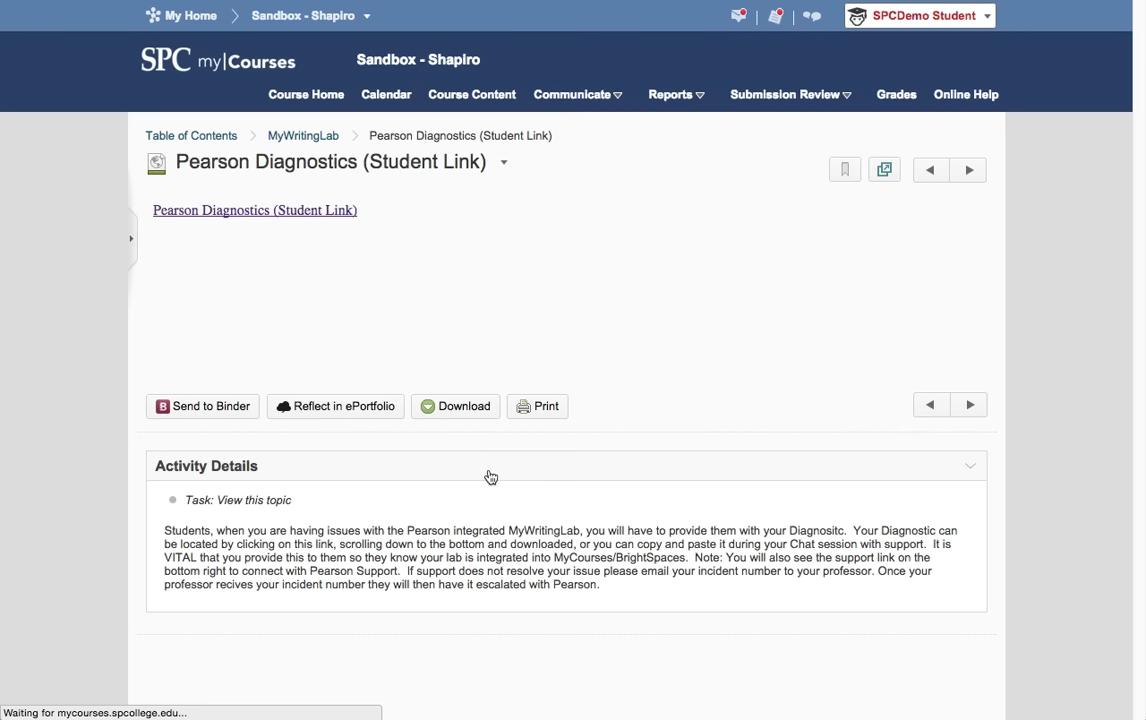 My Home Sandbox - Shapiro SPCDemo Student
SPC my|Courses Sandbox - Shapiro
Course Home Calendar Course Content Communicate Reports Submission Review Grades Online Help
Table of Contents MyWritingLab Pearson Diagnostics (Student Link)
Pearson Diagnostics (Student Link)
Pearson Diagnostics (Student Link)
B Send to Binder Reflect in ePortfolio Download Print
Activity Details
Task: View this topic
Students, when you are having issues with the Pearson integrated MyWritingLab, you will have to provide them with your Diagnositc. Your Diagnostic can
be located by clicking on this link, scrolling down to the bottom and downloaded, or you can copy and paste it during your Chat session with support. It is
VITAL that you provide this to them so they know your lab is integrated into MyCourses/BrightSpaces. Note: You will also see the support link on the
bottom right to connect with Pearson Support. If support does not resolve your issue please email your incident number to your professor. Once your
professor recives your incident number they will then have it escalated with Pearson.
Waiting for mycourses.spcollege.edu...